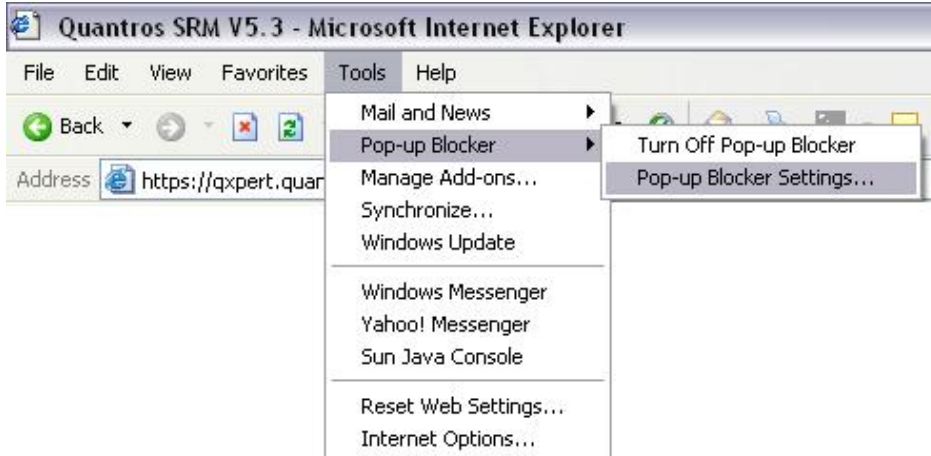 Quantros SRM V5.3 - Microsoft Internet Explorer
File Edit View Favorites Tools Help
Back
Address https://qxpert.quar
Mail and News
Pop-up Blocker
Manage Add-ons...
Synchronize...
Windows Update
Windows Messenger
Yahoo! Messenger
Sun Java Console
Reset Web Settings...
Internet Options...
Turn Off Pop-up Blocker
Pop-up Blocker Settings...